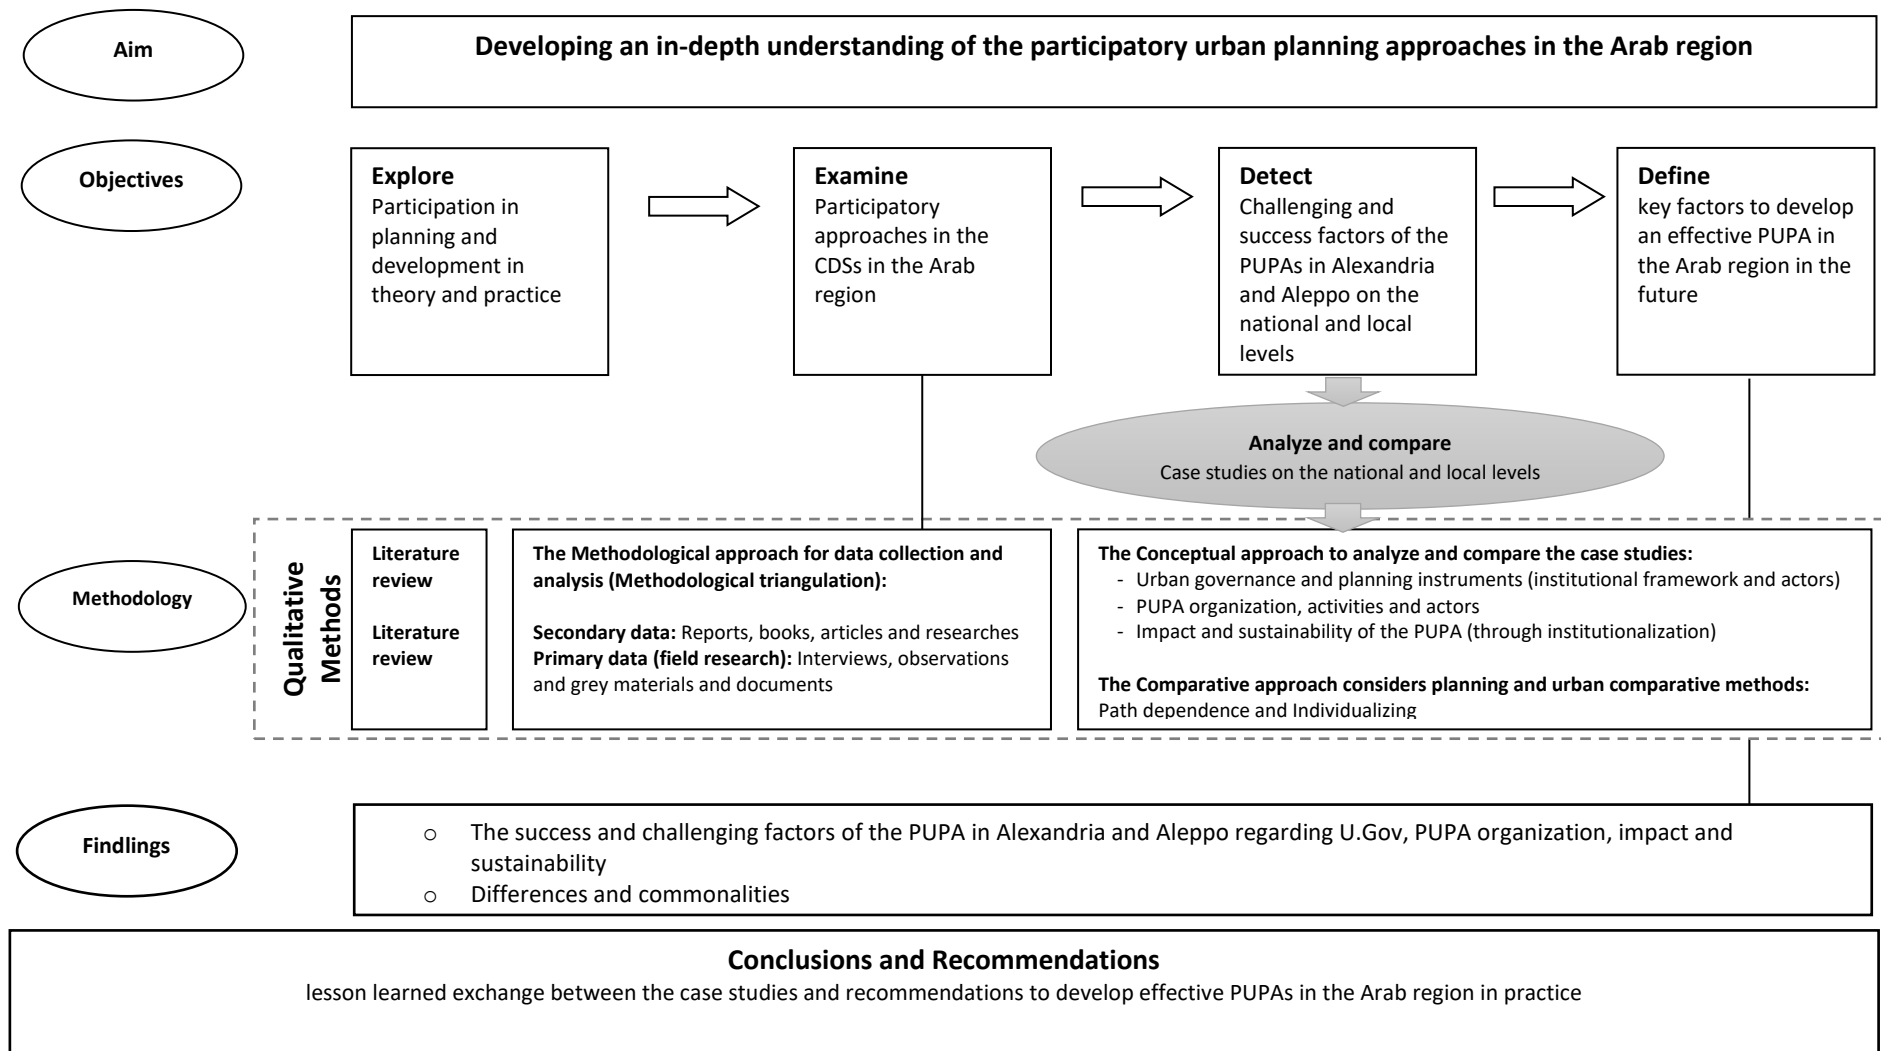 Aim
Developing an in-depth understanding of the participatory urban planning approaches in the Arab region
Objectives
Explore
Participation in
planning and
development in
theory and practice
Examine
Participatory
approaches in the
CDSs in the Arab
region
Detect
Challenging and
success factors of the
PUPAs in Alexandria
and Aleppo on the
national and local
levels
Define
key factors to develop
an effective PUPA in
the Arab region in the
future
Analyze and compare
Case studies on the national and local levels
Methodology
Qualitative
Methods
Literature
review
Literature
review
The Methodological approach for data collection and
analysis (Methodological triangulation):
Secondary data: Reports, books, articles and researches
Primary data (field research): Interviews, observations
and grey materials and documents
The Conceptual approach to analyze and compare the case studies:
- Urban governance and planning instruments (institutional framework and actors)
- PUPA organization, activities and actors
- Impact and sustainability of the PUPA (through institutionalization)
The Comparative approach considers planning and urban comparative methods:
Path dependence and Individualizing
Findlings
o The success and challenging factors of the PUPA in Alexandria and Aleppo regarding U.Gov, PUPA organization, impact and
sustainability
o Differences and commonalities
Conclusions and Recommendations
lesson learned exchange between the case studies and recommendations to develop effective PUPAs in the Arab region in practice